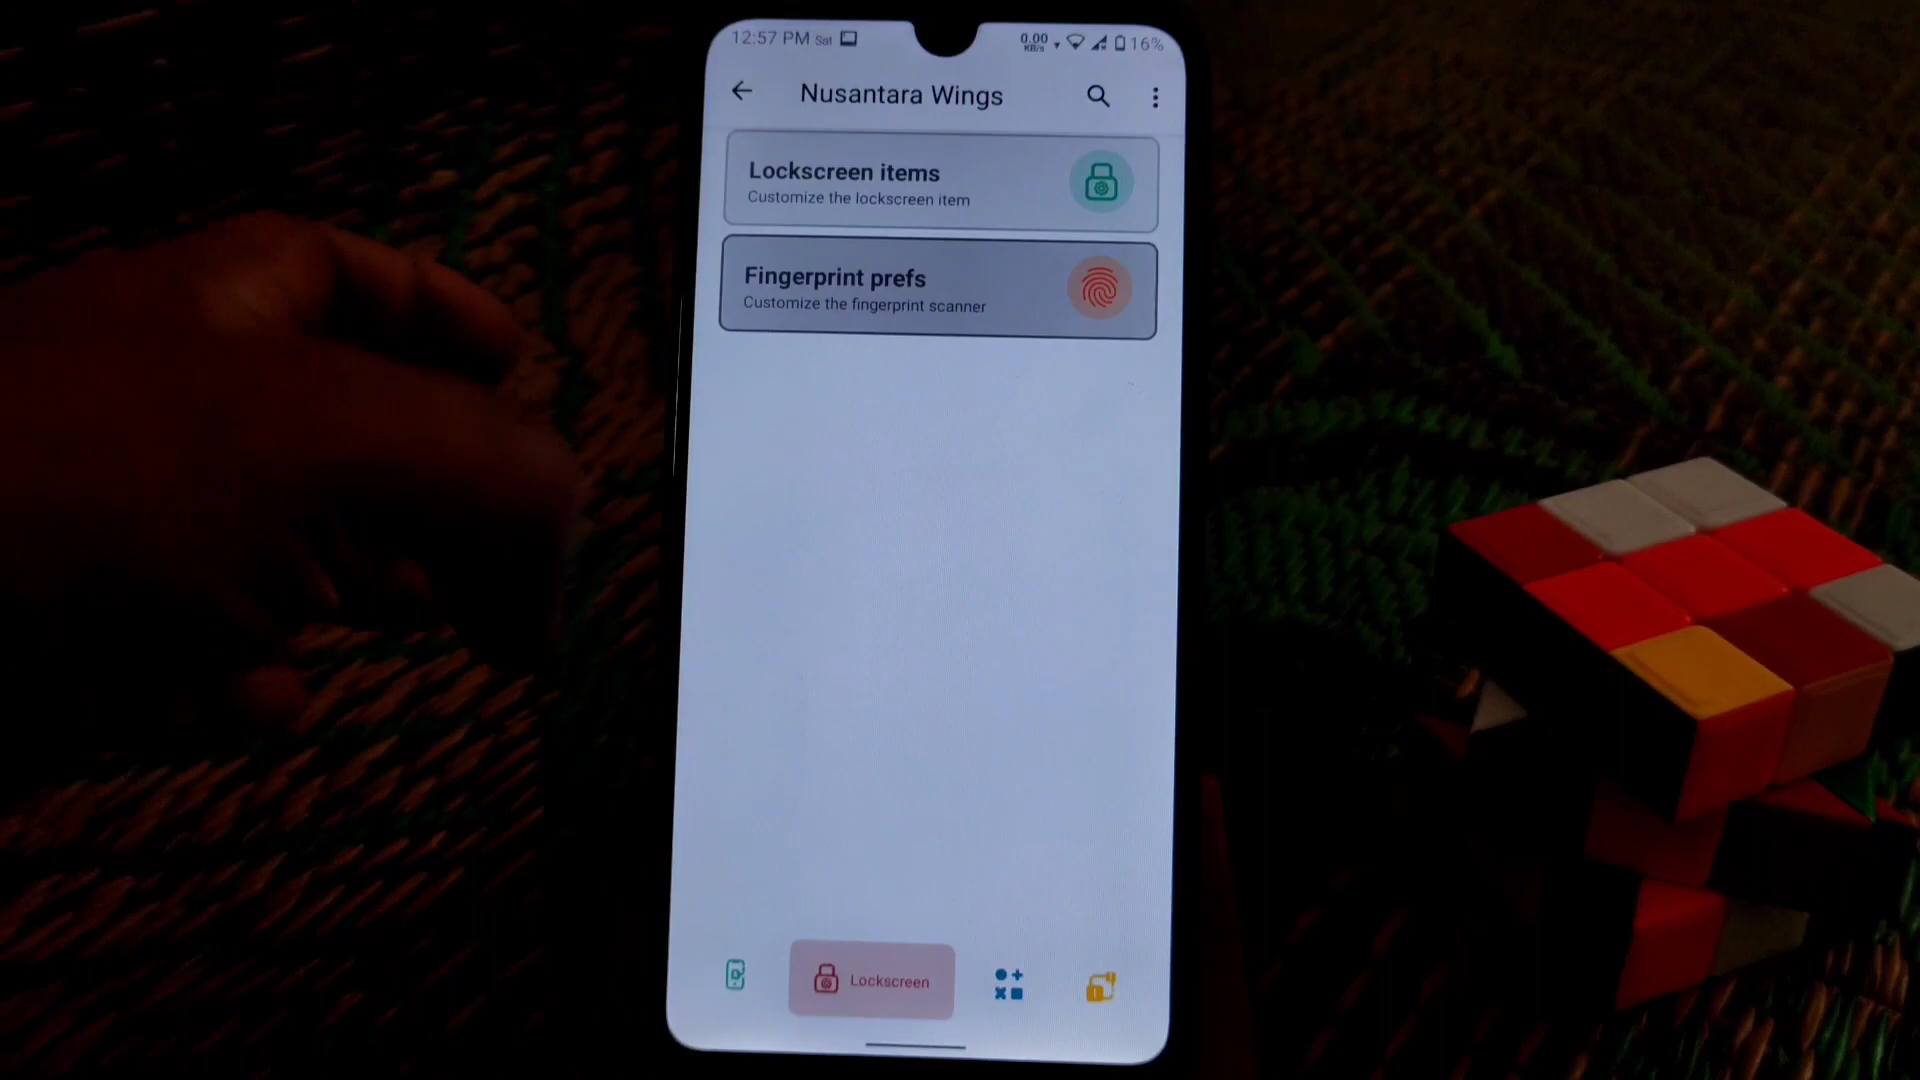 12:57 PM Sat
0.00
KB/s
16%
Nusantara Wings
Lockscreen items
Customize the lockscreen item
Fingerprint prefs
Customize the fingerprint scanner
Lockscreen